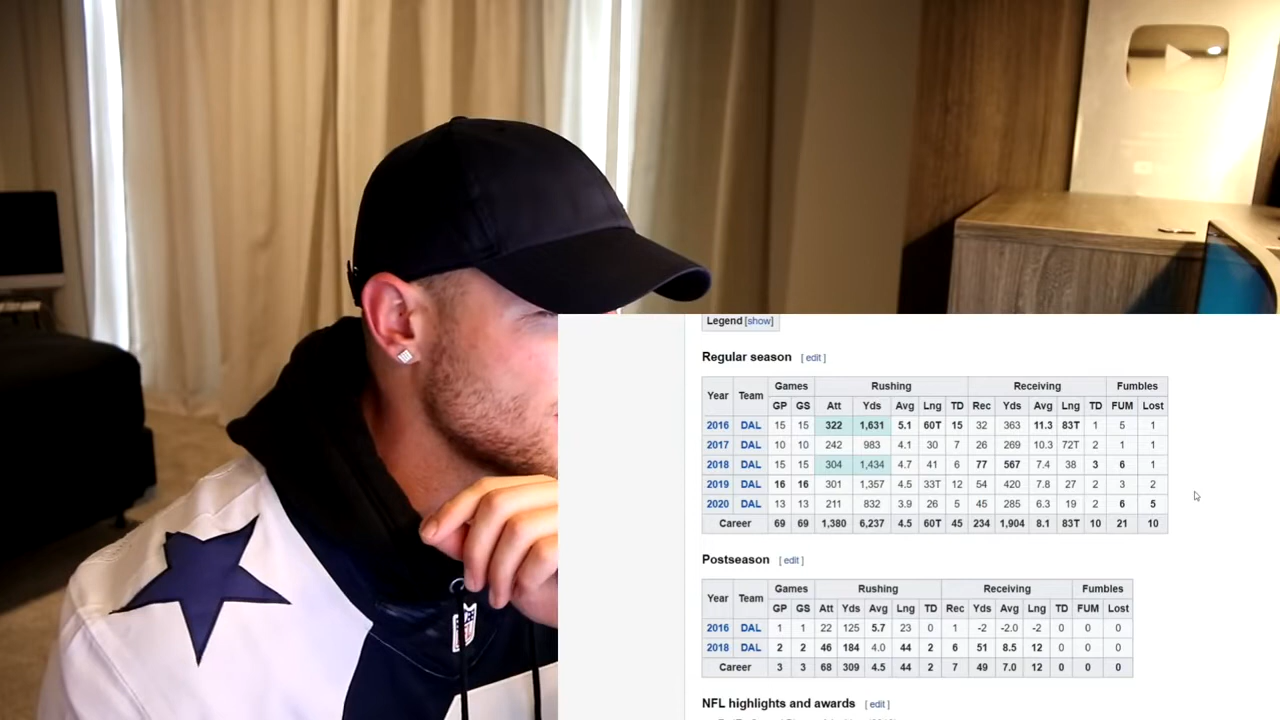 Legend [show]
Regular season [ edit ]
Year Team Games Rushing Receiving Fumbles
GP GS Att Yds Avg Lng TD Rec Yds Avg Lng TD FUM Lost
2016 DAL 15 15 322 1,631 5.1 60T 15 32 363 11.3 83T 1 5 1
2017 DAL 10 10 242 983 4.1 30 7 26 269 10.3 72T 2 1 1
2018 DAL 15 15 304 1,434 4.7 41 6 77 567 7.4 38 3 6 1
2019 DAL 16 16 301 1,357 4.5 33T 12 54 420 7.8 27 2 3 2
2020 DAL 13 13 211 832 3.9 26 5 45 285 6.3 19 2 6 5
Career 69 69 1,380 6,237 4.5 60T 45 234 1,904 8.1 83T 10 21 10
Postseason [ edit ]
Year Team Games Rushing Receiving Fumbles
GP GS Att Yds Avg Lng TD Rec Yds Avg Lng TD FUM Lost
2016 DAL 1 1 22 125 5.7 23 0 1 -2 -2.0 -2 0 0 0
2018 DAL 2 2 46 184 4.0 44 2 6 51 8.5 12 0 0 0
Career 3 3 68 309 4.5 44 2 7 49 7.0 12 0 0 0
NFL highlights and awards [ edit ]